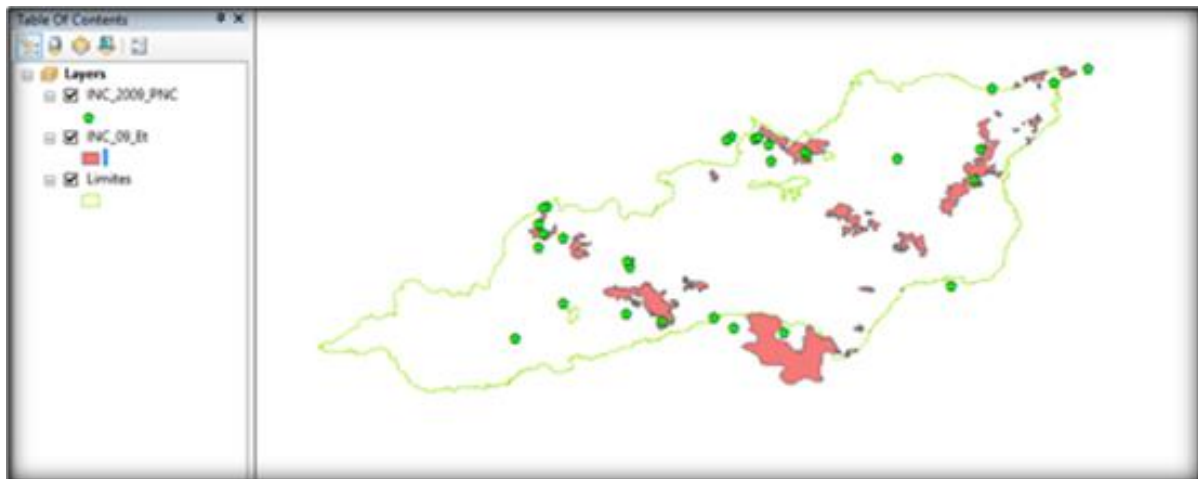 Table Of Contents
Layers
INC_2009_PNC
INC_09_Et
Limites